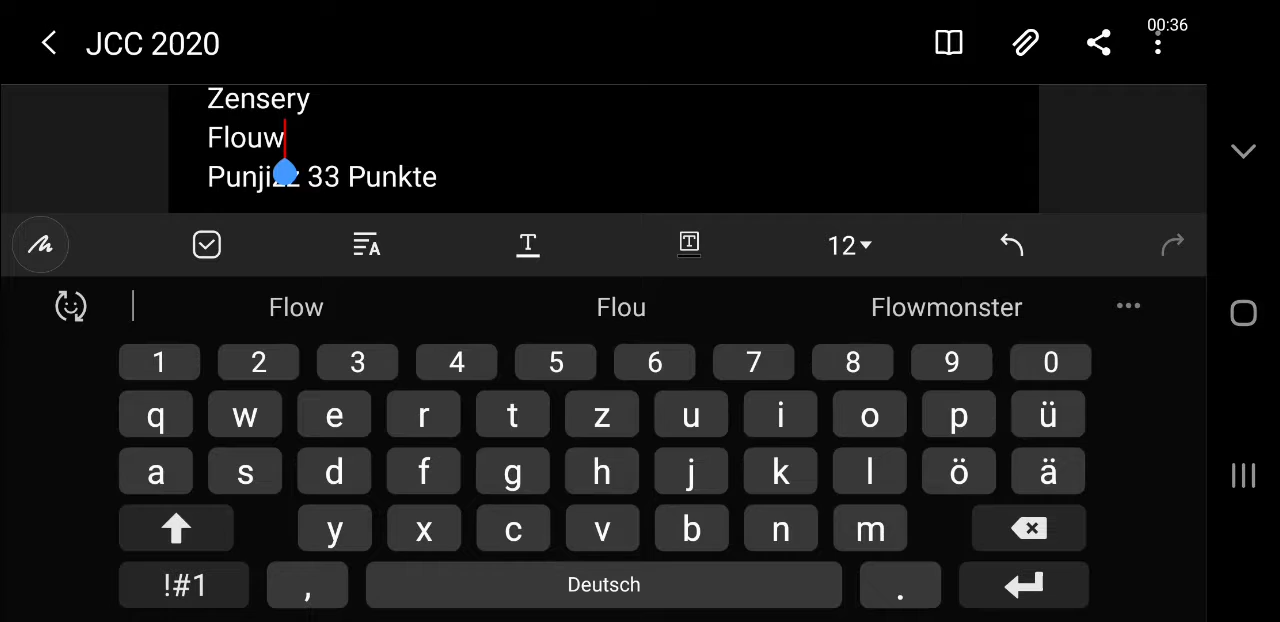 JCC 2020
00:36
Zensery
Flouw
Punjizz 33 Punkte
12
Flow Flou Flowmonster
1 2 3 4 5 6 7 8 9 0
q w e r t z u i o p ü
a s d f g h j k l ö ä
y x c v b n m
!#1 , Deutsch .